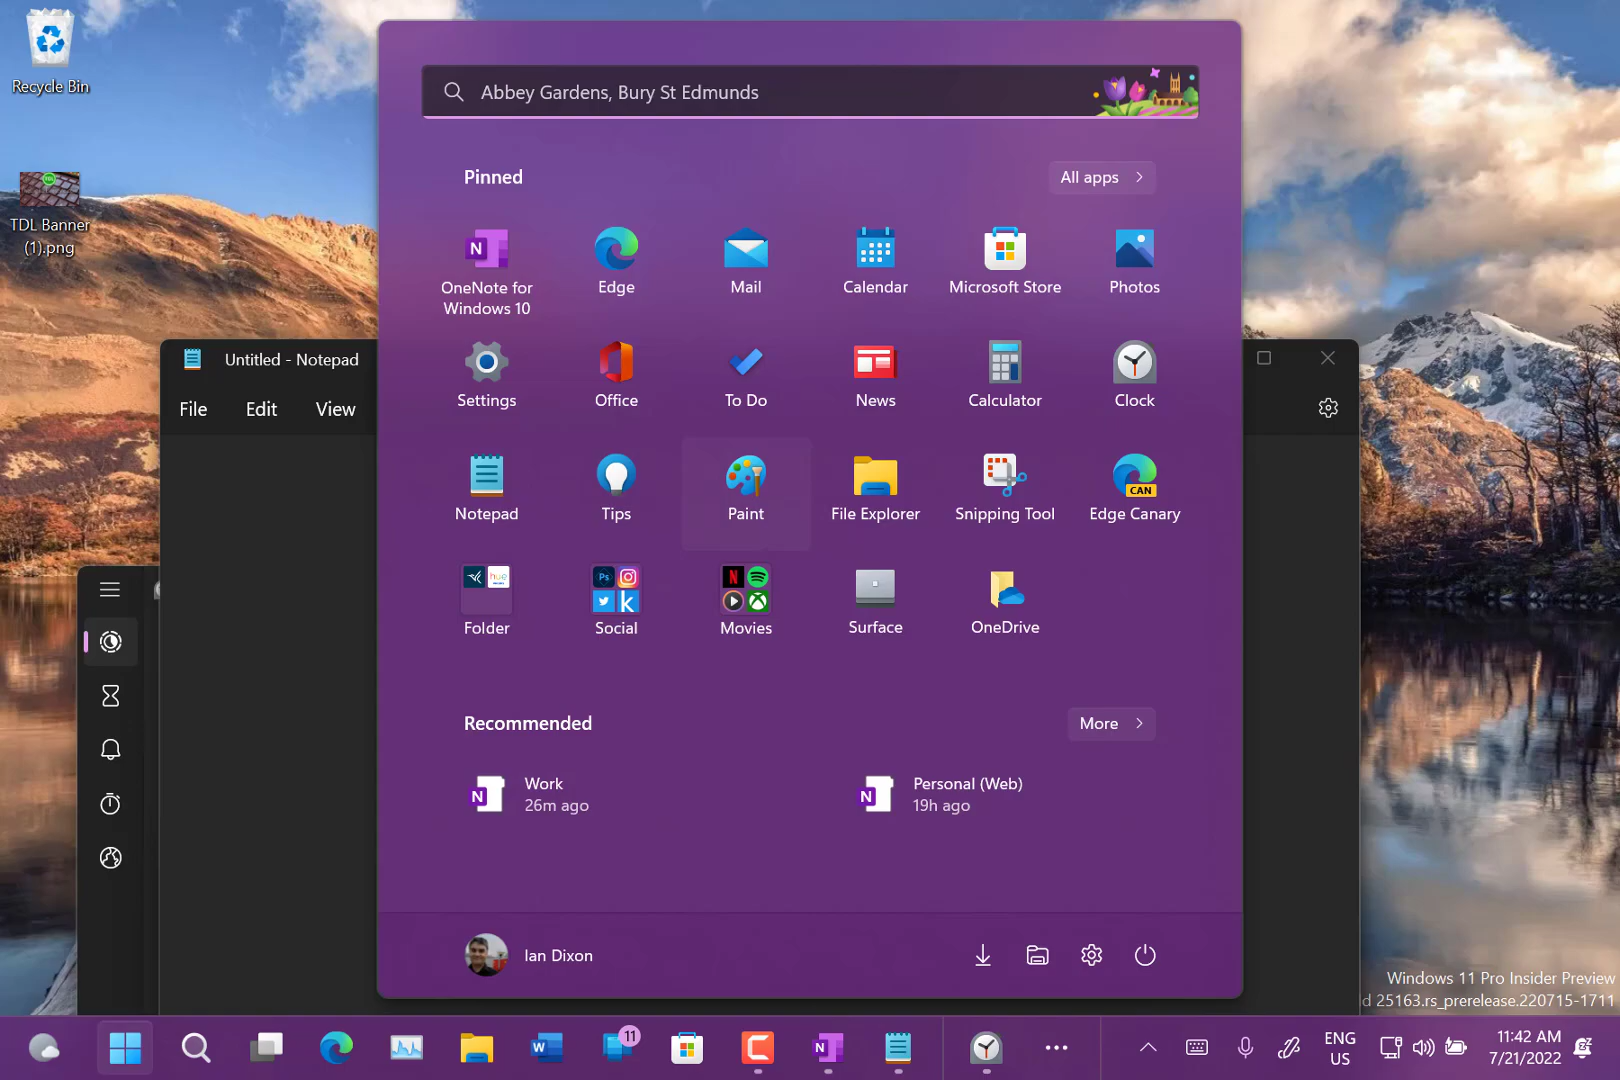 Recycle Bin
TDL Banner
(1).png
Abbey Gardens, Bury St Edmunds
Pinned
All apps
OneNote for
Windows 10
Edge
Mail
Calendar
Microsoft Store
Photos
Untitled - Notepad
File
Edit
View
Settings
Office
To Do
News
Calculator
Clock
CAN
Notepad
Tips
Paint
File Explorer
Snipping Tool
Edge Canary
hue
Ps
Folder
Social
Movies
Surface
OneDrive
Recommended
More
Work
26m ago
Personal (Web)
19h ago
Ian Dixon
Windows 11 Pro Insider Preview
d 25163.rs_prerelease.220715-1711
11
ENG
US
11:42 AM
7/21/2022